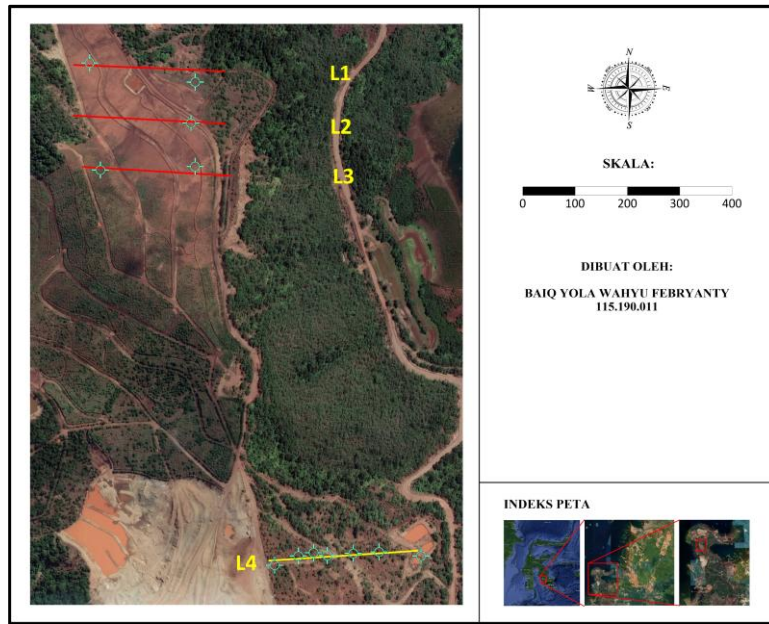 L1
L2
L3
L4
N
W E
S
SKALA:
0 100 200 300 400
DIBUAT OLEH:
BAIQ YOLA WAHYU FEBRYANTY
115.190.011
INDEKS PETA